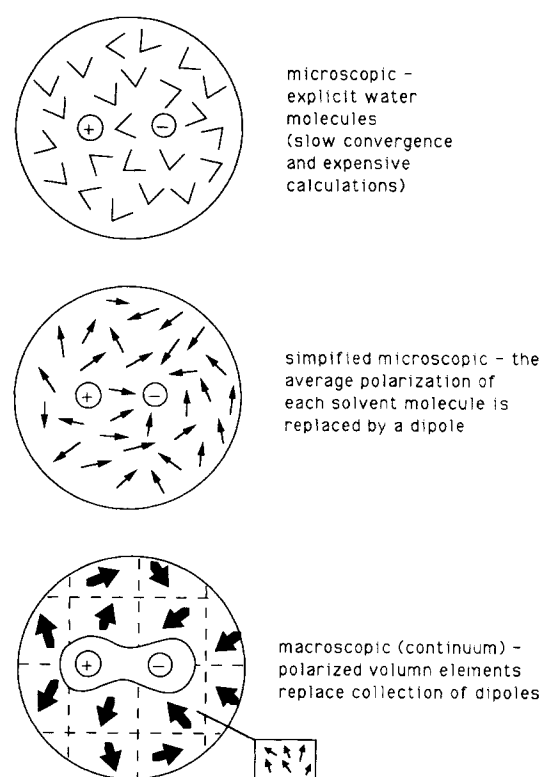 microscopic -
explicit water
molecules
(slow convergence
and expensive
calculations)
+
-
simpified microscopic - the
average polarization of
each solvent molecule is
replaced by a dipole
+
-
macroscopic (continuum) -
polarized volumn elements
replace collection of dipoles
+
-